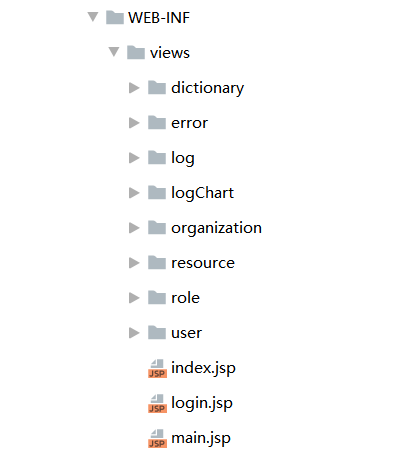 WEB-INF
views
dictionary
error
log
logChart
organization
resource
role
user
JSP index.jsp
JSP login.jsp
JSP main.jsp